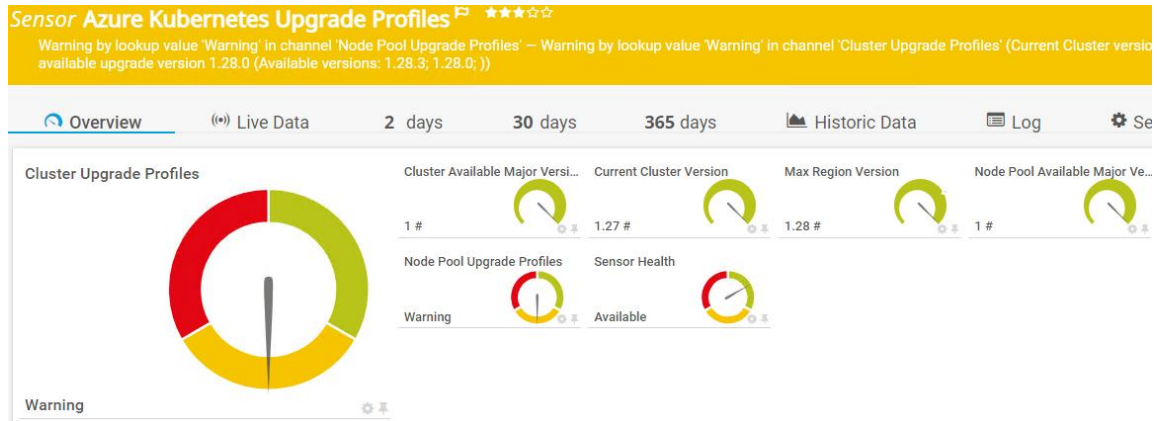 Sensor Azure Kubernetes Upgrade Profiles
Warning by lookup value 'Warning' in channel 'Node Pool Upgrade Profiles' — Warning by lookup value 'Warning' in channel 'Cluster Upgrade Profiles' (Current Cluster versio
available upgrade version 1.28.0 (Available versions: 1.28.3; 1.28.0; ))
Overview Live Data 2 days 30 days 365 days Historic Data Log Se
Cluster Upgrade Profiles
Warning
Cluster Available Major Versi...
1 #
Current Cluster Version
1.27 #
Max Region Version
1.28 #
Node Pool Available Major Ve...
1 #
Node Pool Upgrade Profiles
Warning
Sensor Health
Available